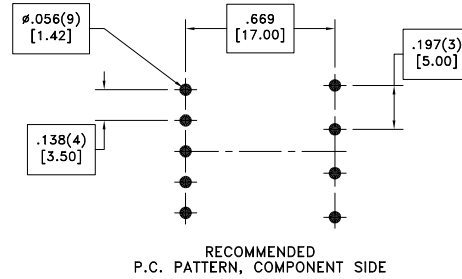 ø.056(9)
[1.42]
.669
[17.00]
.197(3)
[5.00]
.138(4)
[3.50]
RECOMMENDED
P.C. PATTERN, COMPONENT SIDE